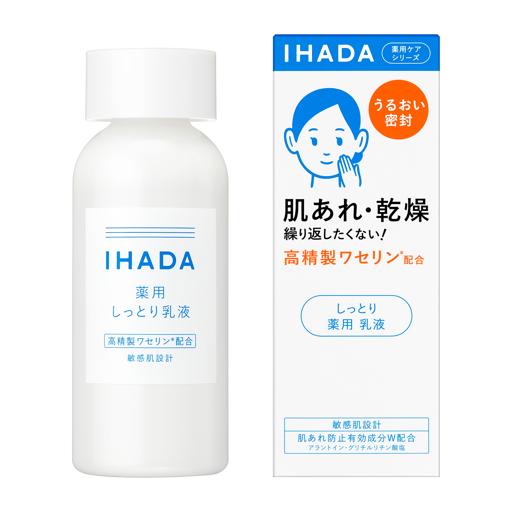 IHADA
薬用
しっとり乳液
高精製ワセリン*配合
敏感肌設計
IHADA
薬用ケア
シリーズ
うるおい
密封
肌あれ・乾燥
繰り返したくない!
高精製ワセリン*配合
しっとり
薬用 乳液
敏感肌設計
肌あれ防止有効成分W配合
アラントイン・グリチルリチン酸塩